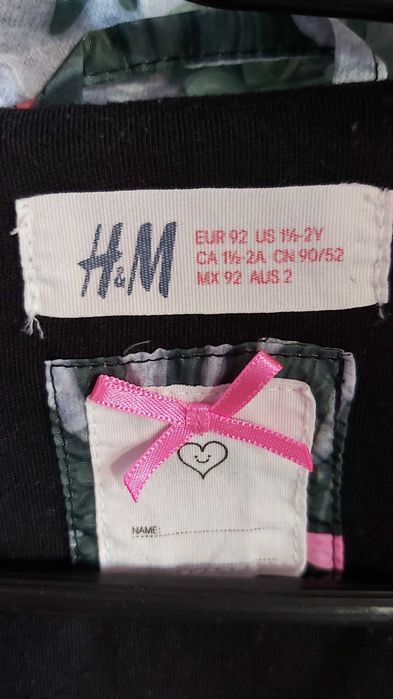 H&M
EUR 92 US 1½-2Y
CA 1½-2A CN 90/52
MX 92 AUS 2
NAME: